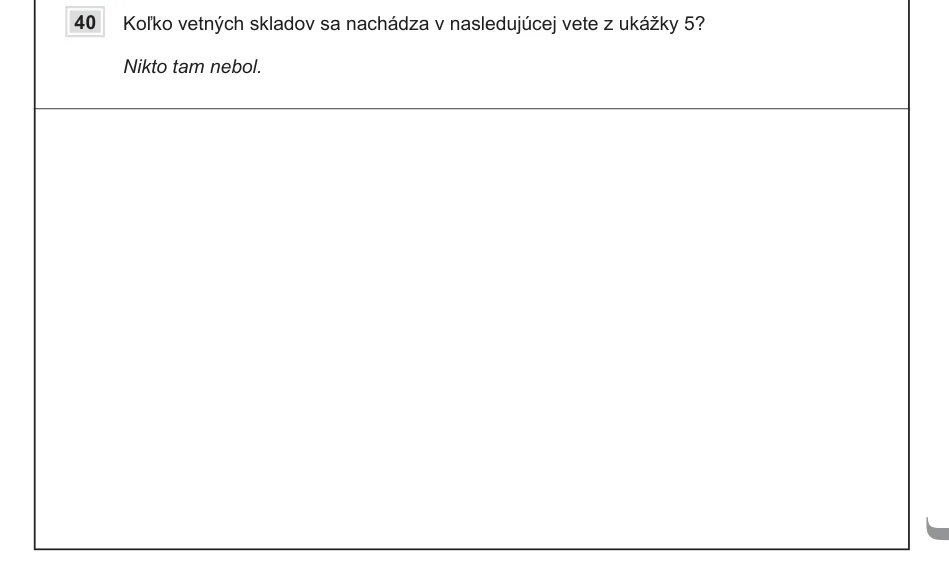 40 Koľko vetných skladov sa nachádza v nasledujúcej vete z ukážky 5?
Nikto tam nebol.